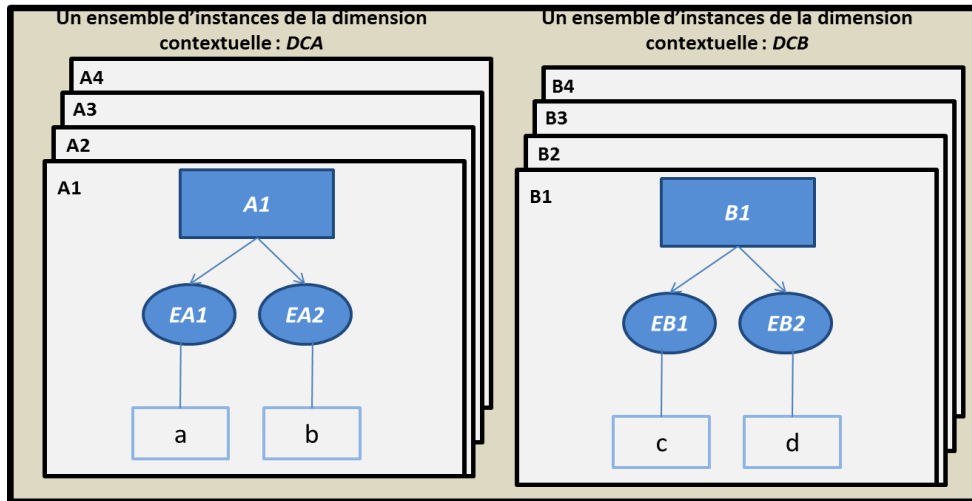 Un ensemble d'instances de la dimension
contextuelle : DCA
A4
A3
A2
A1
A1
EA1 EA2
a b
Un ensemble d'instances de la dimension
contextuelle : DCB
B4
B3
B2
B1
B1
EB1 EB2
c d